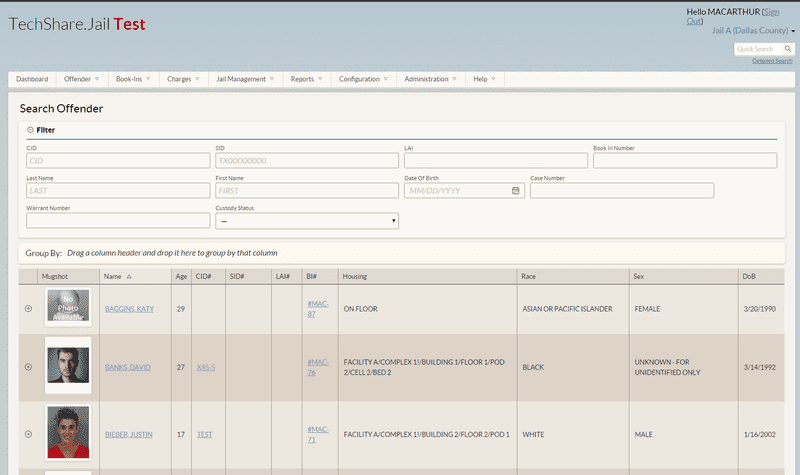 TechShare.Jail Test
Hello MACARTHUR (Sign
Out)
Jail A (Dallas County)
Quick Search
Detailed Search
Dashboard Offender Book-Ins Charges Jail Management Reports Configuration Administration Help
Search Offender
Filter
CID SID LAI Book In Number
CID TX00000000
Last Name First Name Date Of Birth Case Number
LAST FIRST MM/DD/YYYY
Warrant Number Custody Status
---
Group By: Drag a column header and drop it here to group by that column
Mugshot Name Age CID# SID# LAI# BI# Housing Race Sex DoB
No
Photo
Available
BAGGINS, KATY 29 #MAC-
87 ON FLOOR ASIAN OR PACIFIC ISLANDER FEMALE 3/20/1990
BANKS, DAVID 27 X45-5 #MAC-
76 FACILITY A/COMPLEX 1!/BUILDING 1/FLOOR 1/POD
2/CELL 2/BED 2 BLACK UNKNOWN - FOR
UNIDENTIFIED ONLY 3/14/1992
BIEBER, JUSTIN 17 TEST #MAC-
71 FACILITY A/COMPLEX 1!/BUILDING 2/FLOOR 2/POD 1 WHITE MALE 1/16/2002